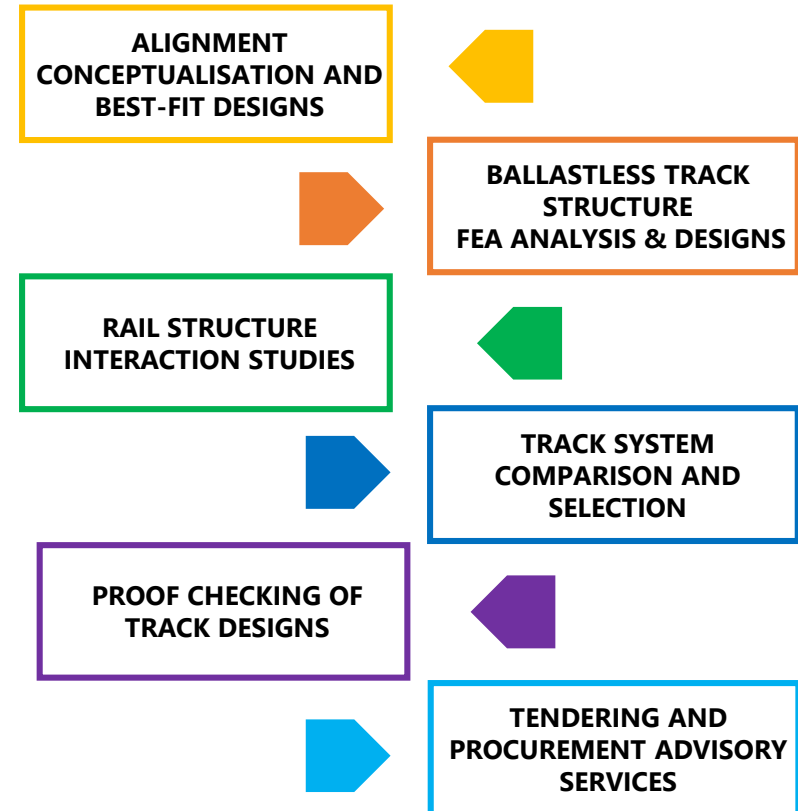 ALIGNMENT
CONCEPTUALISATION AND
BEST-FIT DESIGNS
BALLASTLESS TRACK
STRUCTURE
FEA ANALYSIS & DESIGNS
RAIL STRUCTURE
INTERACTION STUDIES
TRACK SYSTEM
COMPARISON AND
SELECTION
PROOF CHECKING OF
TRACK DESIGNS
TENDERING AND
PROCUREMENT ADVISORY
SERVICES